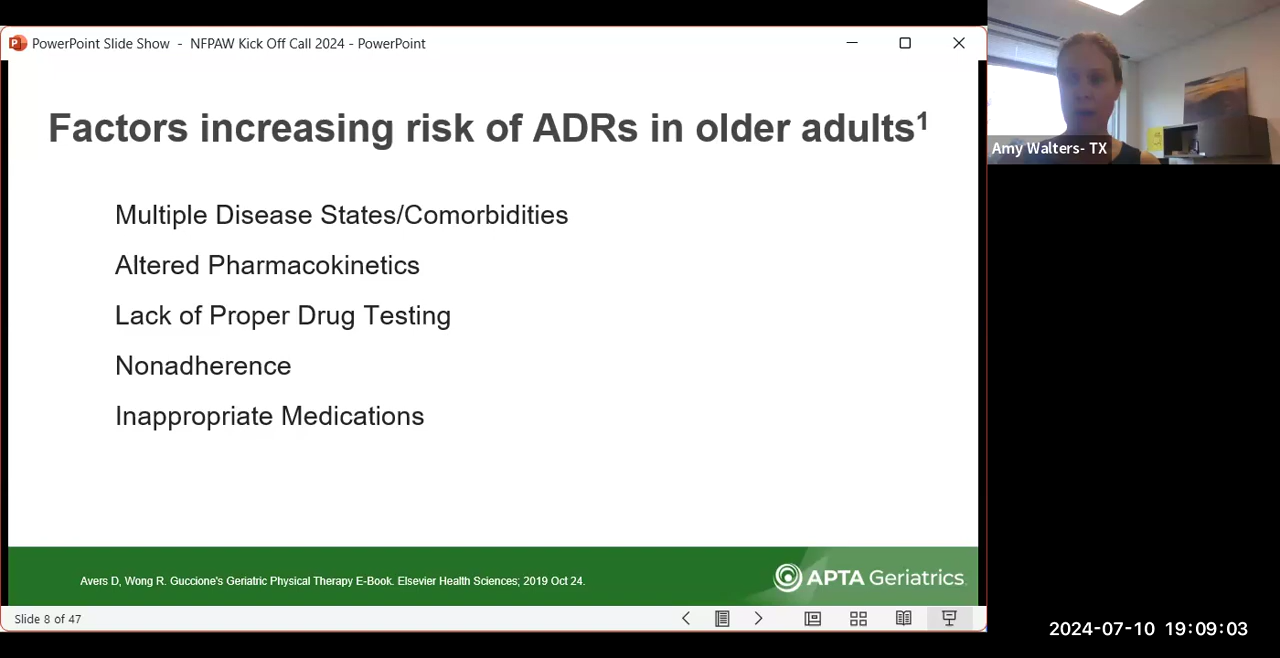 PowerPoint Slide Show - NFPAW Kick Off Call 2024 - PowerPoint
Factors increasing risk of ADRs in older adults¹
Multiple Disease States/Comorbidities
Altered Pharmacokinetics
Lack of Proper Drug Testing
Nonadherence
Inappropriate Medications
Avers D, Wong R. Guccione's Geriatric Physical Therapy E-Book. Elsevier Health Sciences; 2019 Oct 24.
APTA Geriatrics
Slide 8 of 47
Amy Walters- TX
2024-07-10 19:09:03